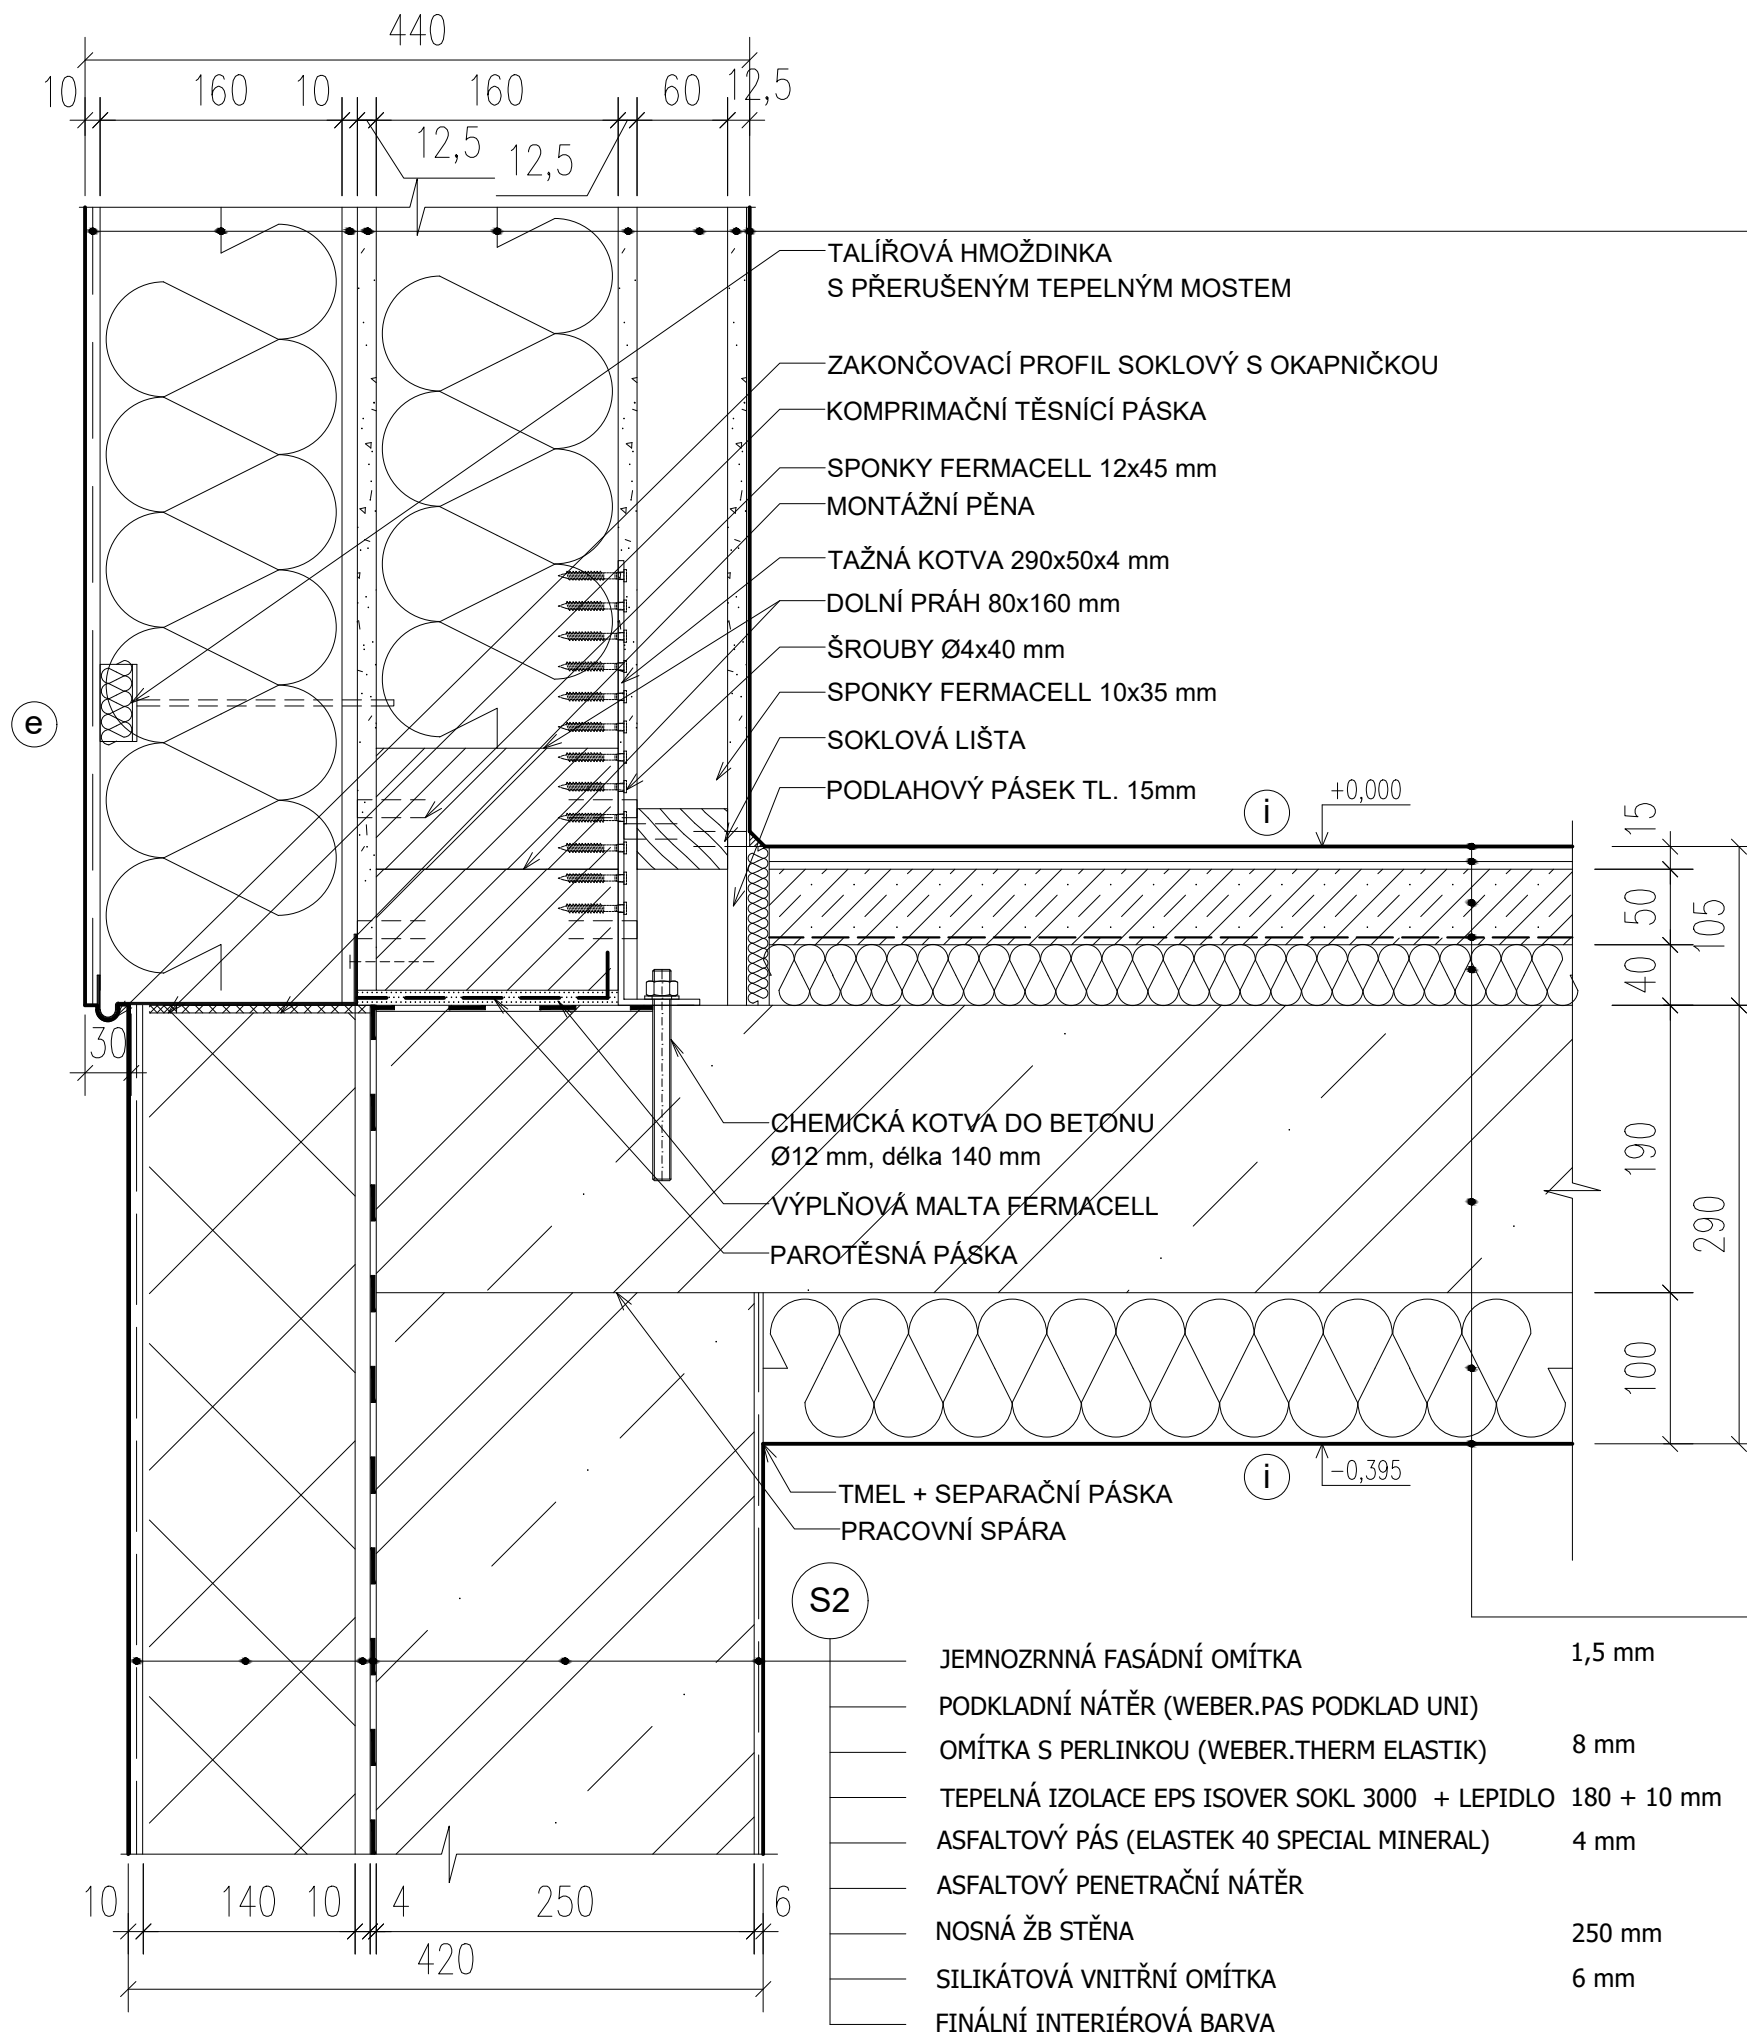 440
10 160 10 160 60 12,5
12,5 12,5
TALÍŘOVÁ HMOŽDINKA
S PŘERUŠENÝM TEPELNÝM MOSTEM
ZAKONČOVACÍ PROFIL SOKLOVÝ S OKAPNIČKOU
KOMPRIMAČNÍ TĚSNÍCÍ PÁSKA
SPONKY FERMACELL 12x45 mm
MONTÁŽNÍ PĚNA
TAŽNÁ KOTVA 290x50x4 mm
DOLNÍ PRÁH 80x160 mm
ŠROUBY Ø4x40 mm
SPONKY FERMACELL 10x35 mm
e
SOKLOVÁ LIŠTA
PODLAHOVÝ PÁSEK TL. 15mm
i
+0,000
15
50
105
40
30
CHEMICKÁ KOTVA DO BETONU
Ø12 mm, délka 140 mm
190
VÝPLŇOVÁ MALTA FERMACELL
290
PAROTĚSNÁ PÁSKA
100
i
-0,395
TMEL + SEPARAČNÍ PÁSKA
PRACOVNÍ SPÁRA
S2
JEMNOZRNNÁ FASÁDNÍ OMÍTKA 1,5 mm
PODKLADNÍ NÁTĚR (WEBER.PAS PODKLAD UNI)
OMÍTKA S PERLINKOU (WEBER.THERM ELASTIK) 8 mm
TEPELNÁ IZOLACE EPS ISOVER SOKL 3000 + LEPIDLO 180 + 10 mm
ASFALTOVÝ PÁS (ELASTEK 40 SPECIAL MINERAL) 4 mm
ASFALTOVÝ PENETRAČNÍ NÁTĚR
NOSNÁ ŽB STĚNA 250 mm
SILIKÁTOVÁ VNITŘNÍ OMÍTKA 6 mm
FINÁLNÍ INTERIÉROVÁ BARVA
10 140 10 4 250 6
420